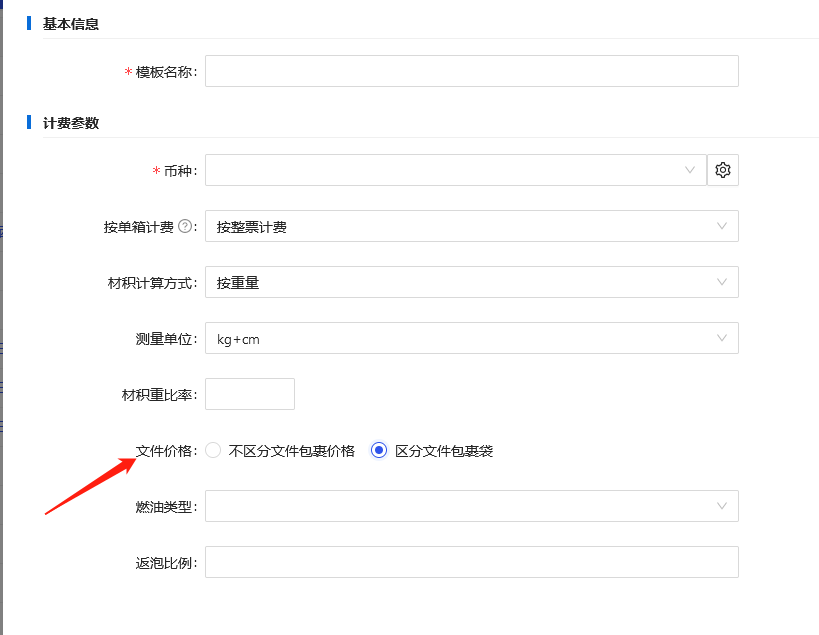 基本信息
*模板名称:
计费参数
*币种:
按单箱计费?: 按整票计费
材积计算方式: 按重量
测量单位: kg+cm
材积重比率:
文件价格: 不区分文件包裹价格 区分文件包裹袋
燃油类型:
返泡比例: